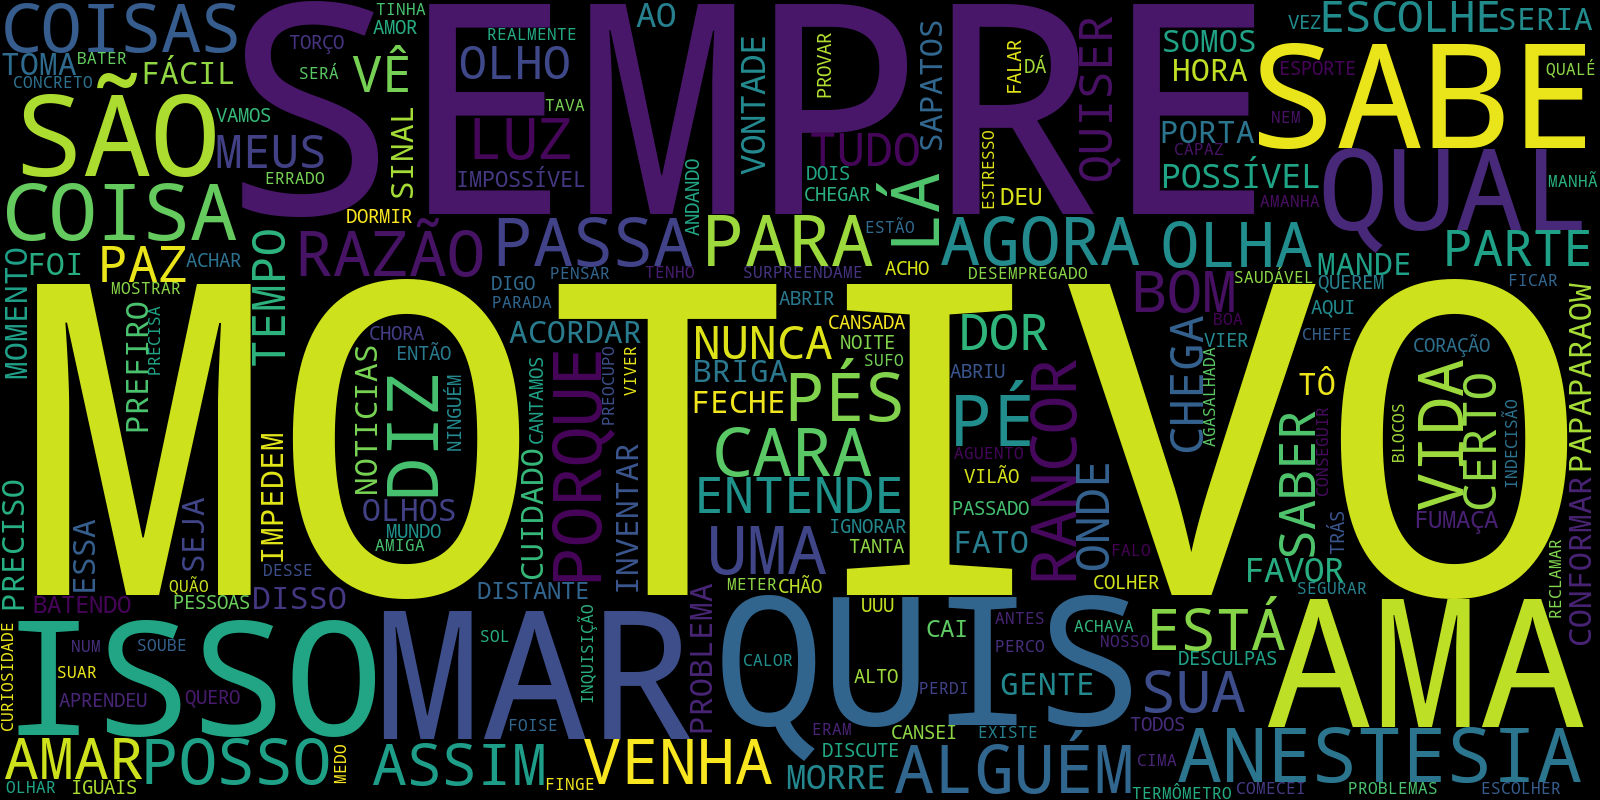 COISAS
TINHA
AMOR
TORÇO
SEMPRE
REALMENTE
AO
VEZ
ESCOLHE
SERIA
TOMA
BATER
CONCRETO
FÁCIL
SERÁ
VÊ
OLHO
TAVA
VONTADE
PROVAR
SAPATOS
FALAR
DÁ
QUISER
SOMOS
HORA
SABE
ESPORTE
QUALÉ
SÃO
VAMOS
MEUS
ERRADO
SINAL
LUZ
IMPOSSÍVEL
TUDO
DOIS
CHEGAR
ESTRESSO
DEU
PORTA
CAPAZ
POSSÍVEL
NEM
AMANHA
QUAL
MANHÃ
COISA
DORMIR
ANDANDO
LÁ
FOI
PAZ
ACHAR
MOSTRAR
TEMPO
RAZÃO
PASSA
PENSAR
TENHO
PARA
SURPREENDAME
ESTÃO
ACHO
AGORA
DESEMPREGADO
OLHA
SAUDÁVEL
MANDE
QUEREM
PARTE
FICAR
MOMENTO
PREFIRO
PRECISA
MOTIVO
DIGO
PARADA
ABRIR
BOM
BOA
AQUI
VIER
CHEFE
CHORA
ENTÃO
ACORDAR
NUNCA
CANSADA
NOITE
SUFO
DOR
ABRIU
CORAÇÃO
PAPAPARAOW
NOTICIAS
DIZ
NINGUÉM
CANTAMOS
PORQUE
PREOCUPO
VIVER
BRIGA
FECHE
PÉS
PÉ
RANCOR
CHEGA
AGASALHADA
TÔ
VIDA
CERTO
BLOCOS
INDECISÃO
FUMAÇA
CARA
AGUENTO
VILÃO
CONSEGUIR
SABER
PRECISO
ESSA
SEJA
IMPEDEM
OLHOS
MUNDO
AMIGA
CUIDADO
INVENTAR
ENTENDE
IGNORAR
PASSADO
ONDE
UMA
TANTA
FATO
FALO
TRÁS
CONFORMAR
RECLAMAR
QUÃO
DESSE
BATENDO
PESSOAS
DISSO
DISTANTE
METER
CHÃO
COLHER
FAVOR
SEGURAR
CURIOSIDADE
ISSO
NUM
SOUBE
SUAR
APRENDEU
QUERO
MAR
SOL
INQUISIÇÃO
FOISE
PROBLEMA
QUIS
CALOR
UUU
ALTO
CAI
PERDI
ANTES
PERCO
ACHAVA
NOSSO
GENTE
ESTÁ
DESCULPAS
SUA
AMA
TODOS
AMAR
OLHAR
IGUAIS
POSSO
MEDO
ASSIM
FINGE
VENHA
ERAM
DISCUTE
MORRE
CANSEI
EXISTE
ALGUÉM
CIMA
TERMÔMETRO
ANESTESIA
COMECEI
PROBLEMAS
ESCOLHER